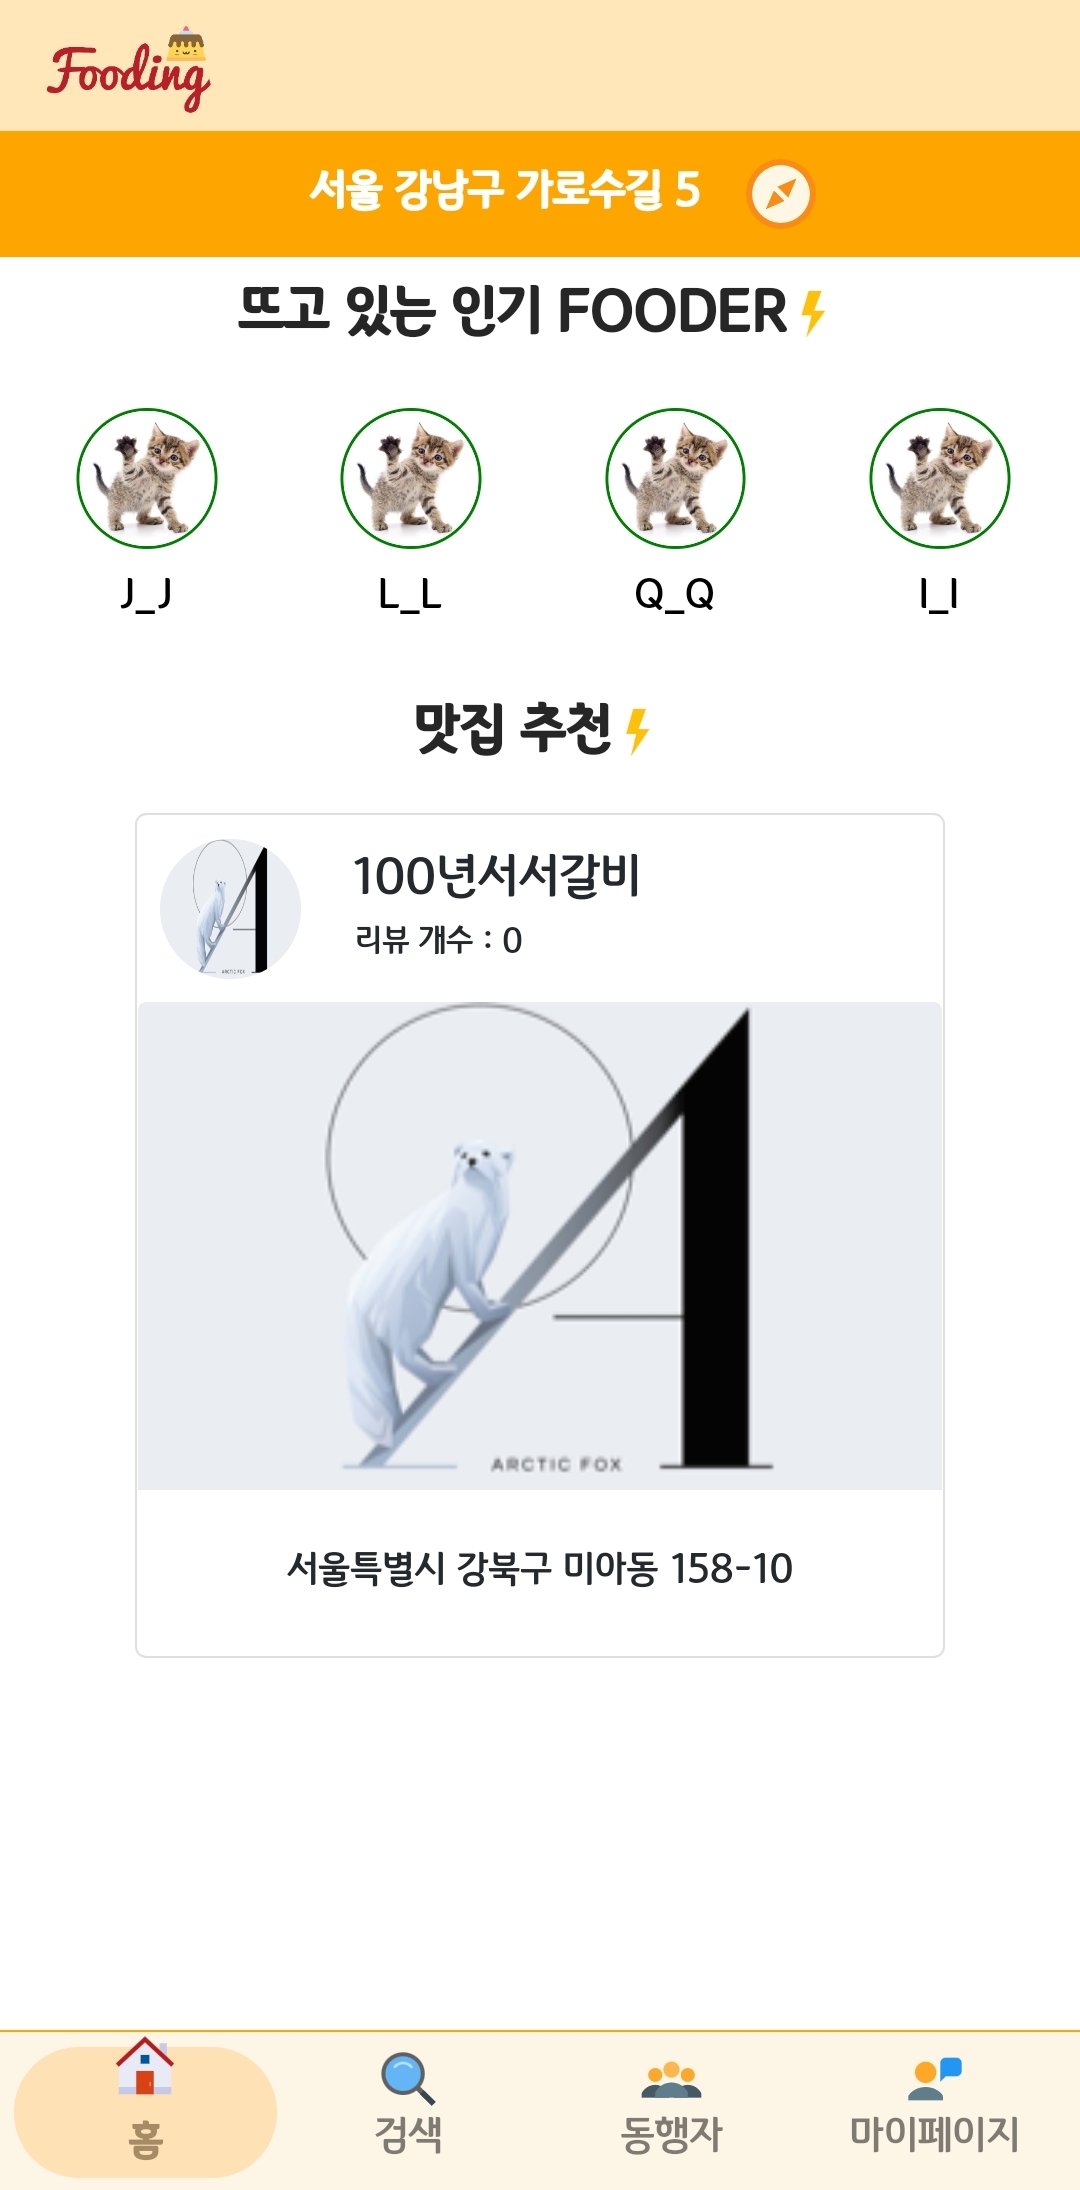 Fooding
서울 강남구 가로수길 5
뜨고 있는 인기 FOODER
J_J
L_L
Q_Q
I_I
맛집 추천
100년서서갈비
리뷰 개수 : 0
ARCTIC FOX
서울특별시 강북구 미아동 158-10
홈
검색
동행자
마이페이지